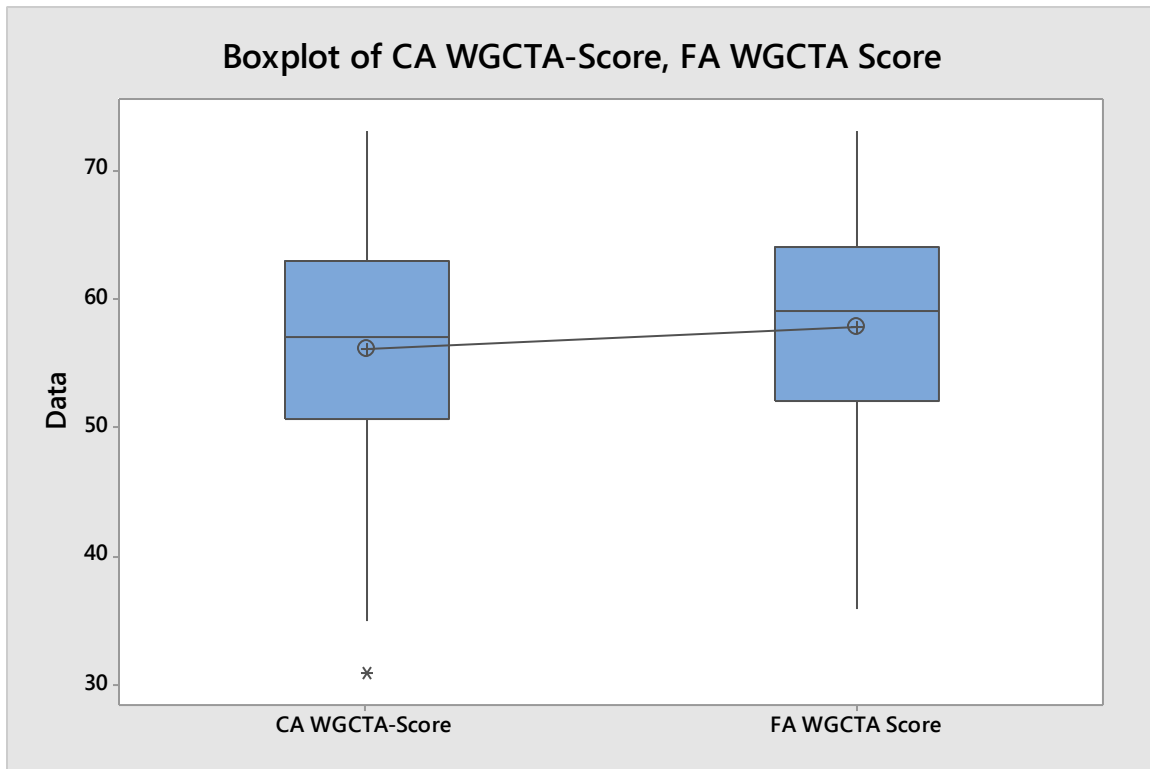 Boxplot of CA WGCTA-Score, FA WGCTA Score
70
60
50
40
30
Data
CA WGCTA-Score
FA WGCTA Score